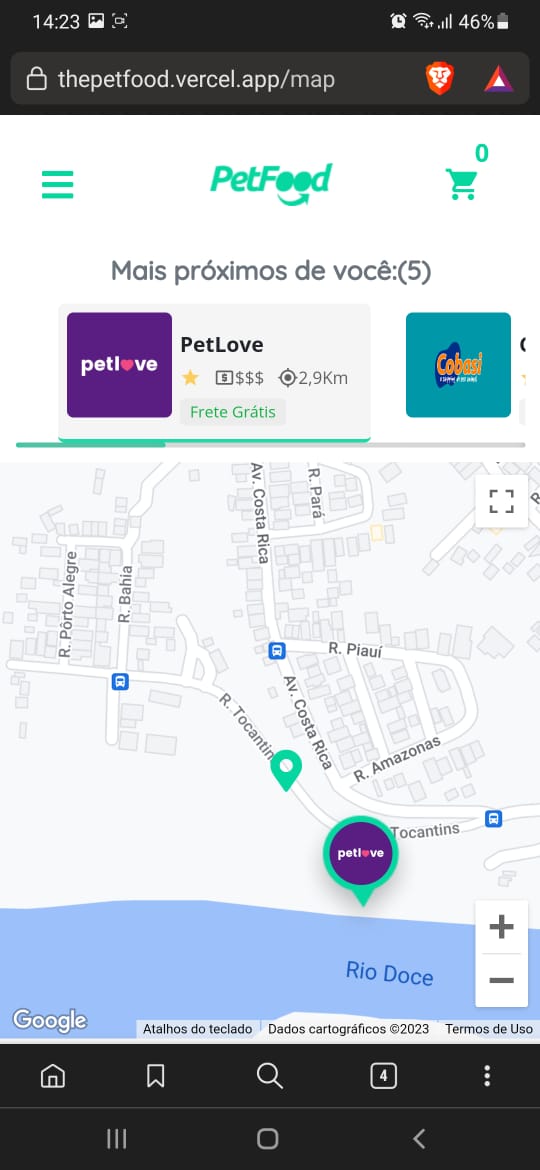 14:23
46%
thepetfood.vercel.app/map
0
PetFood
Mais próximos de você:(5)
petlove
PetLove
$$$
2,9Km
Frete Grátis
Cobasi
Av. Costa Rica
R. Pará
R. Pôrto Alegre
R. Bahia
R. Piauí
Av. Costa Rica
R. Tocantin
R. Amazonas
Tocantins
petlove
Rio Doce
Google
Atalhos do teclado
Dados cartográficos ©2023
Termos de Uso
4